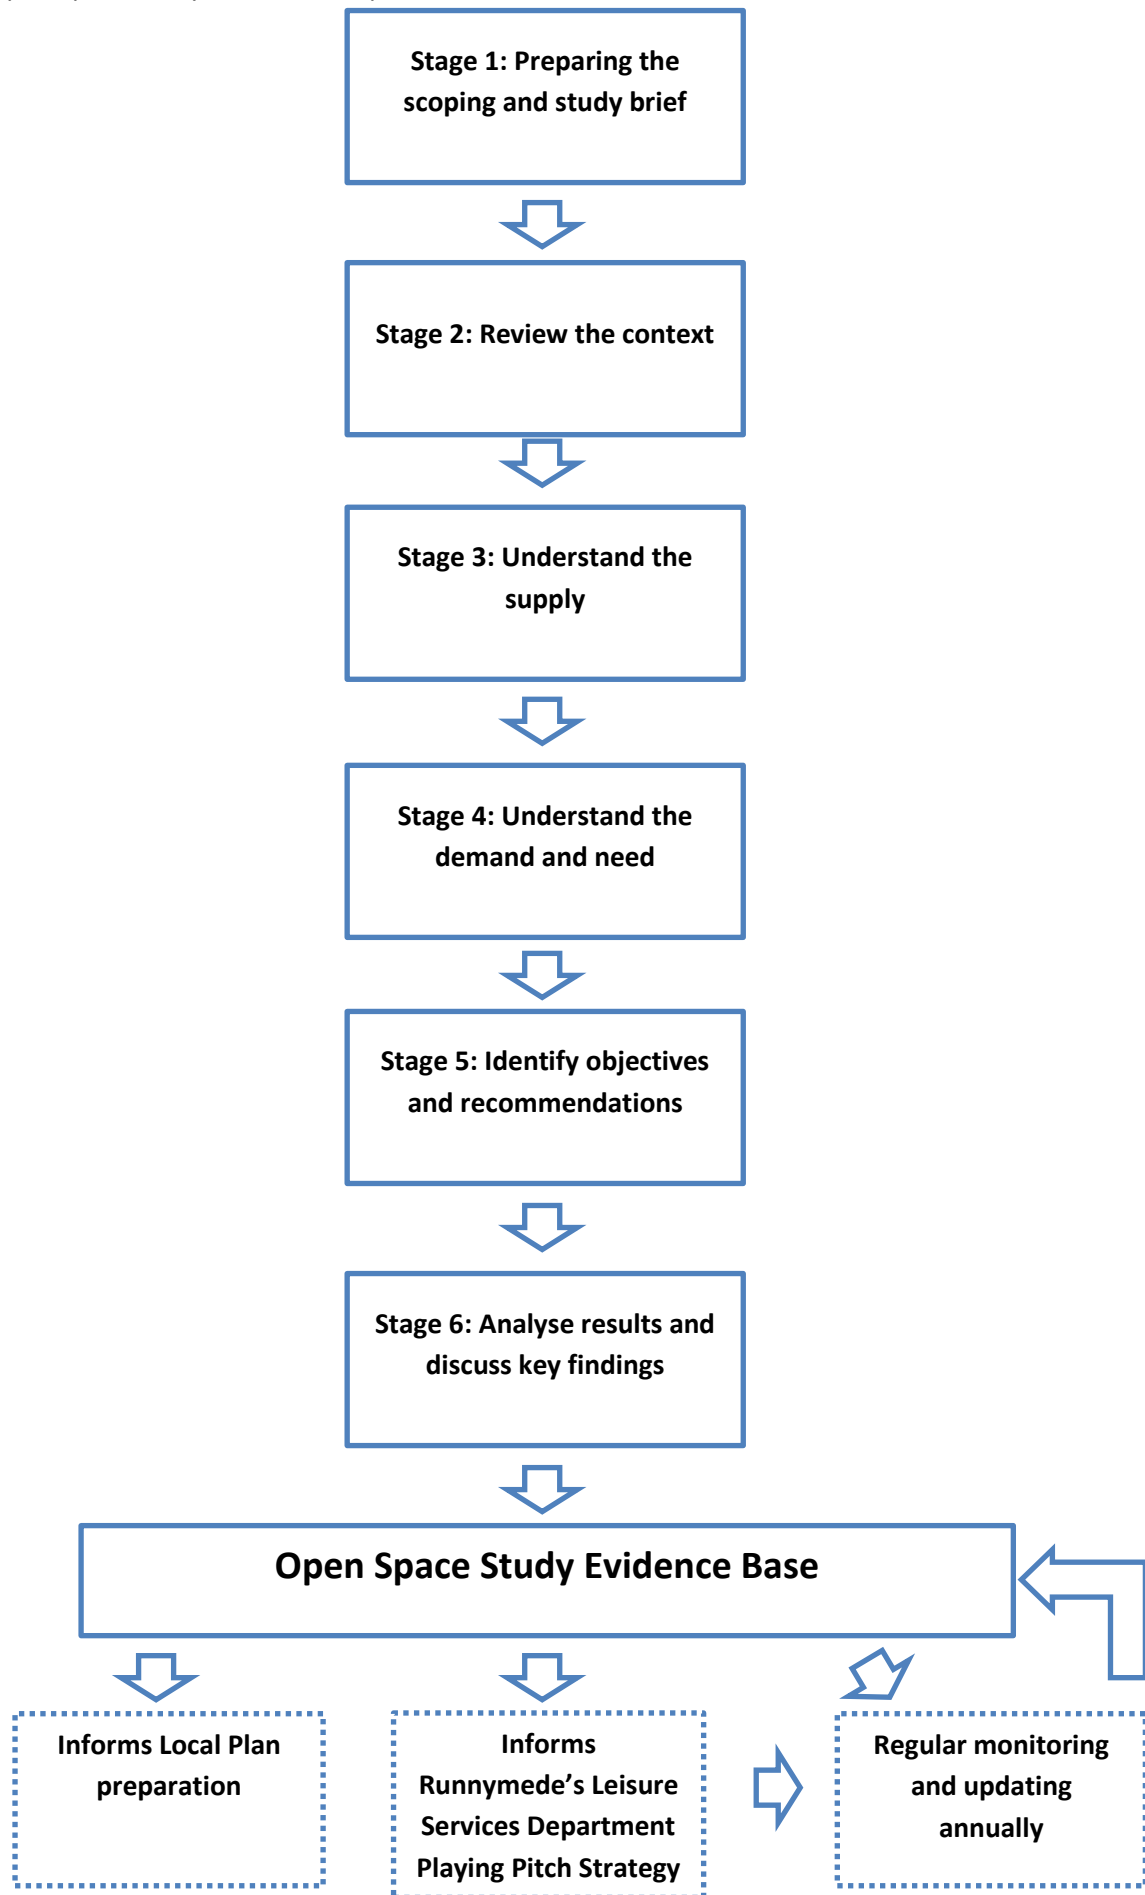 Stage 1: Preparing the
scoping and study brief
Stage 2: Review the context
Stage 3: Understand the
supply
Stage 4: Understand the
demand and need
Stage 5: Identify objectives
and recommendations
Stage 6: Analyse results and
discuss key findings
Open Space Study Evidence Base
Informs Local Plan
preparation
Informs
Runnymede’s Leisure
Services Department
Playing Pitch Strategy
Regular monitoring
and updating
annually